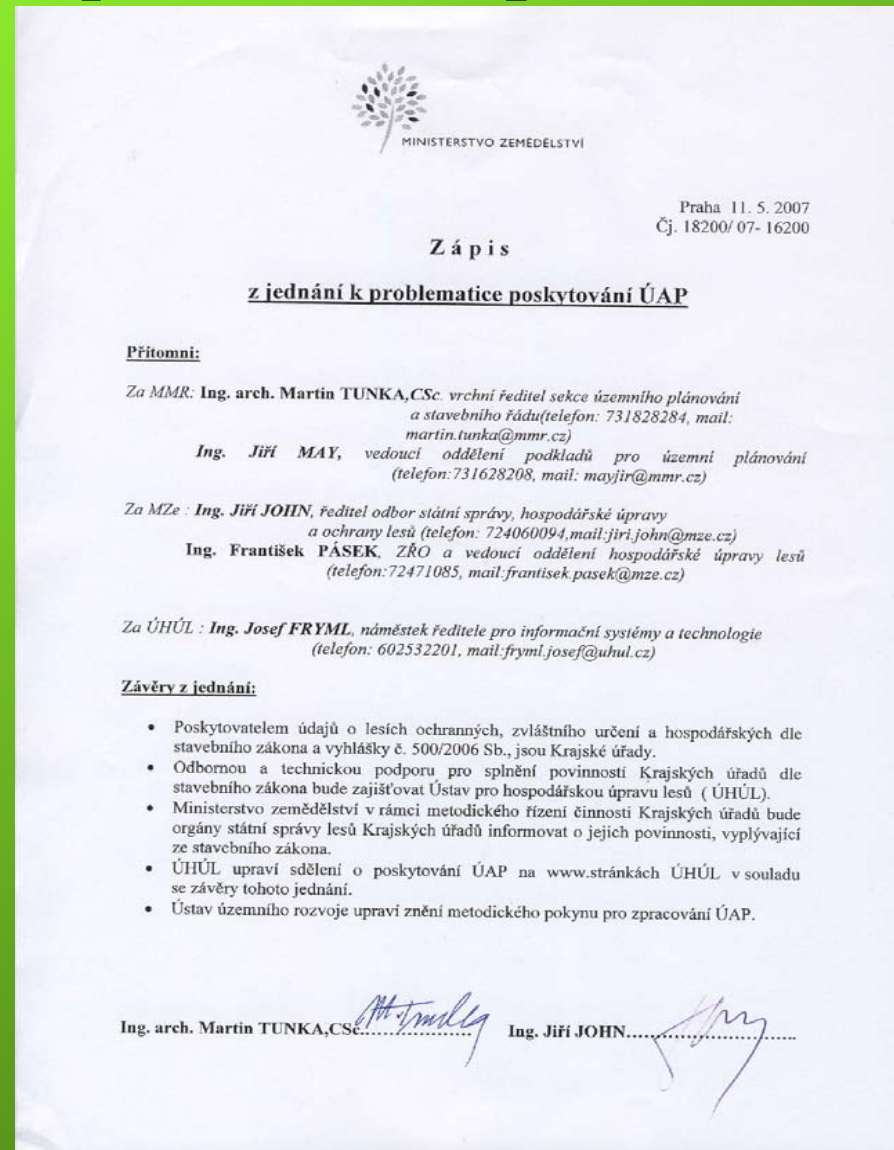 MINISTERSTVO ZEMĚDĚLSTVÍ
Praha 11. 5. 2007
Čj. 18200/ 07- 16200
Zápis
z jednání k problematice poskytování ÚAP
Přítomni:
Za MMR: Ing. arch. Martin TUNKA,CSc. vrchní ředitel sekce územního plánování
a stavebního řádu(telefon: 731828284, mail:
martin.tunka@mmr.cz)
Ing. Jiří MAY, vedoucí oddělení podkladů pro územní plánování
(telefon:731628208, mail: mayjir@mmr.cz)
Za MZe : Ing. Jiří JOHN, ředitel odbor státní správy, hospodářské úpravy
a ochrany lesů (telefon: 724060094,mail:jiri.john@mze.cz)
Ing. František PÁSEK, ZŘO a vedoucí oddělení hospodářské úpravy lesů
(telefon:72471085, mail:frantisek.pasek@mze.cz)
Za ÚHÚL : Ing. Josef FRYML, náměstek ředitele pro informační systémy a technologie
(telefon: 602532201, mail:fryml.josef@uhul.cz)
Závěry z jednání:
• Poskytovatelem údajů o lesích ochranných, zvláštního určení a hospodářských dle
stavebního zákona a vyhlášky č. 500/2006 Sb., jsou Krajské úřady.
• Odbornou a technickou podporu pro splnění povinností Krajských úřadů dle
stavebního zákona bude zajišťovat Ústav pro hospodářskou úpravu lesů ( ÚHÚL).
• Ministerstvo zemědělství v rámci metodického řízení činnosti Krajských úřadů bude
orgány státní správy lesů Krajských úřadů informovat o jejich povinnosti, vyplývající
ze stavebního zákona.
• ÚHÚL upraví sdělení o poskytování ÚAP na www.stránkách ÚHÚL v souladu
se závěry tohoto jednání.
• Ústav územního rozvoje upraví znění metodického pokynu pro zpracování ÚAP.
Ing. arch. Martin TUNKA,CSc.................... Ing. Jiří JOHN..........................